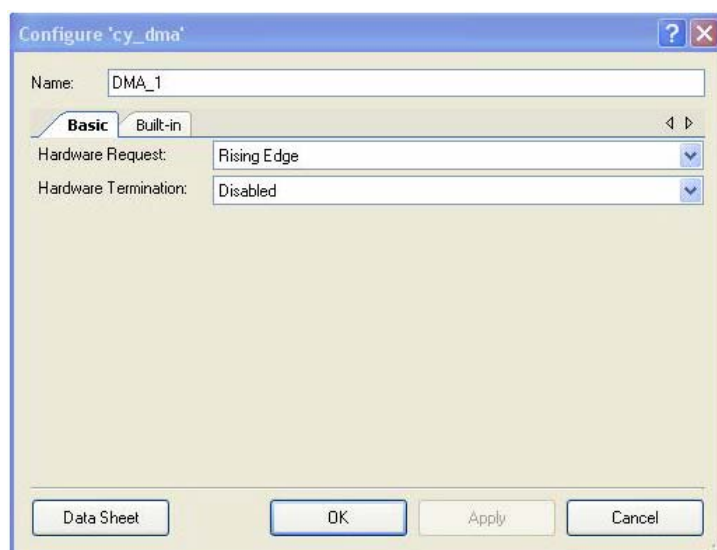 Configure 'cy_dma'
Name: DMA_1
Basic Built-in
Hardware Request: Rising Edge
Hardware Termination: Disabled
Data Sheet OK Apply Cancel